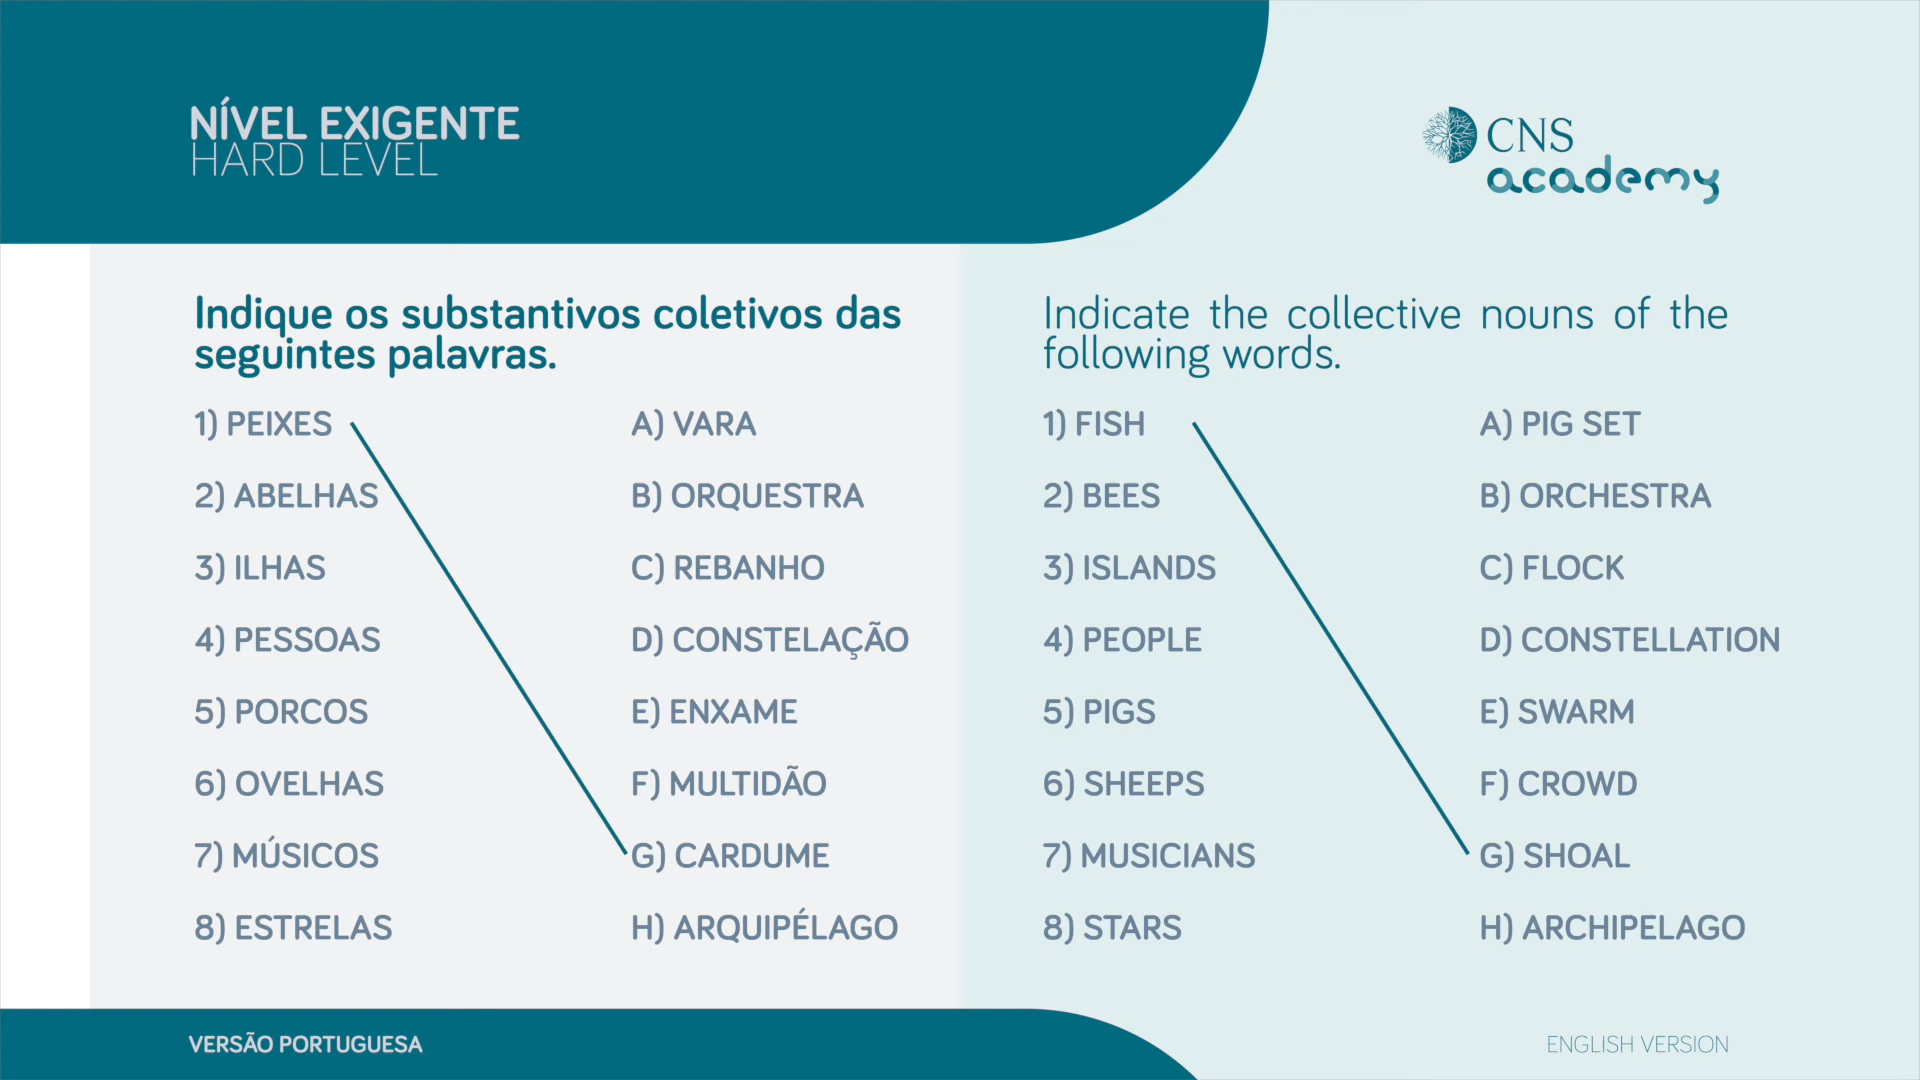 NÍVEL EXIGENTE
HARD LEVEL
CNS
academy
Indique os substantivos coletivos das
seguintes palavras.
1) PEIXES
2) ABELHAS
3) ILHAS
4) PESSOAS
5) PORCOS
6) OVELHAS
7) MÚSICOS
8) ESTRELAS
A) VARA
B) ORQUESTRA
C) REBANHO
D) CONSTELAÇÃO
E) ENXAME
F) MULTIDÃO
G) CARDUME
H) ARQUIPÉLAGO
Indicate the collective nouns of the
following words.
1) FISH
2) BEES
3) ISLANDS
4) PEOPLE
5) PIGS
6) SHEEPS
7) MUSICIANS
8) STARS
A) PIG SET
B) ORCHESTRA
C) FLOCK
D) CONSTELLATION
E) SWARM
F) CROWD
G) SHOAL
H) ARCHIPELAGO
VERSÃO PORTUGUESA
ENGLISH VERSION